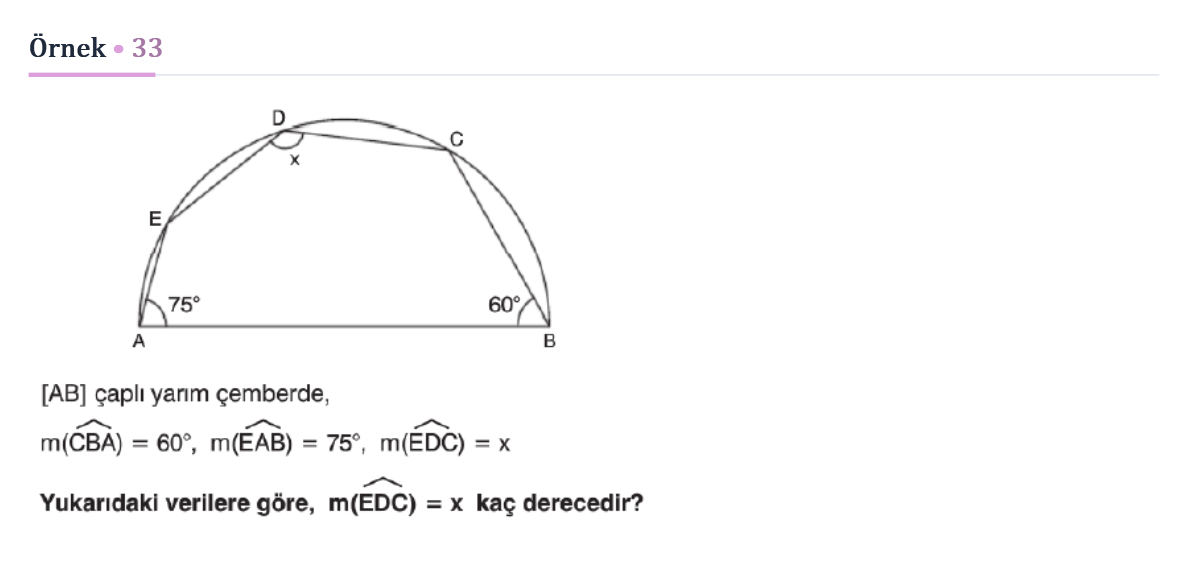 Örnek • 33
D
C
x
E
75°
60°
A
B
[AB] çaplı yarım çemberde,
m(CBA) = 60°, m(EAB) = 75°, m(EDC) = x
Yukarıdaki verilere göre, m(EDC) = x kaç derecedir?